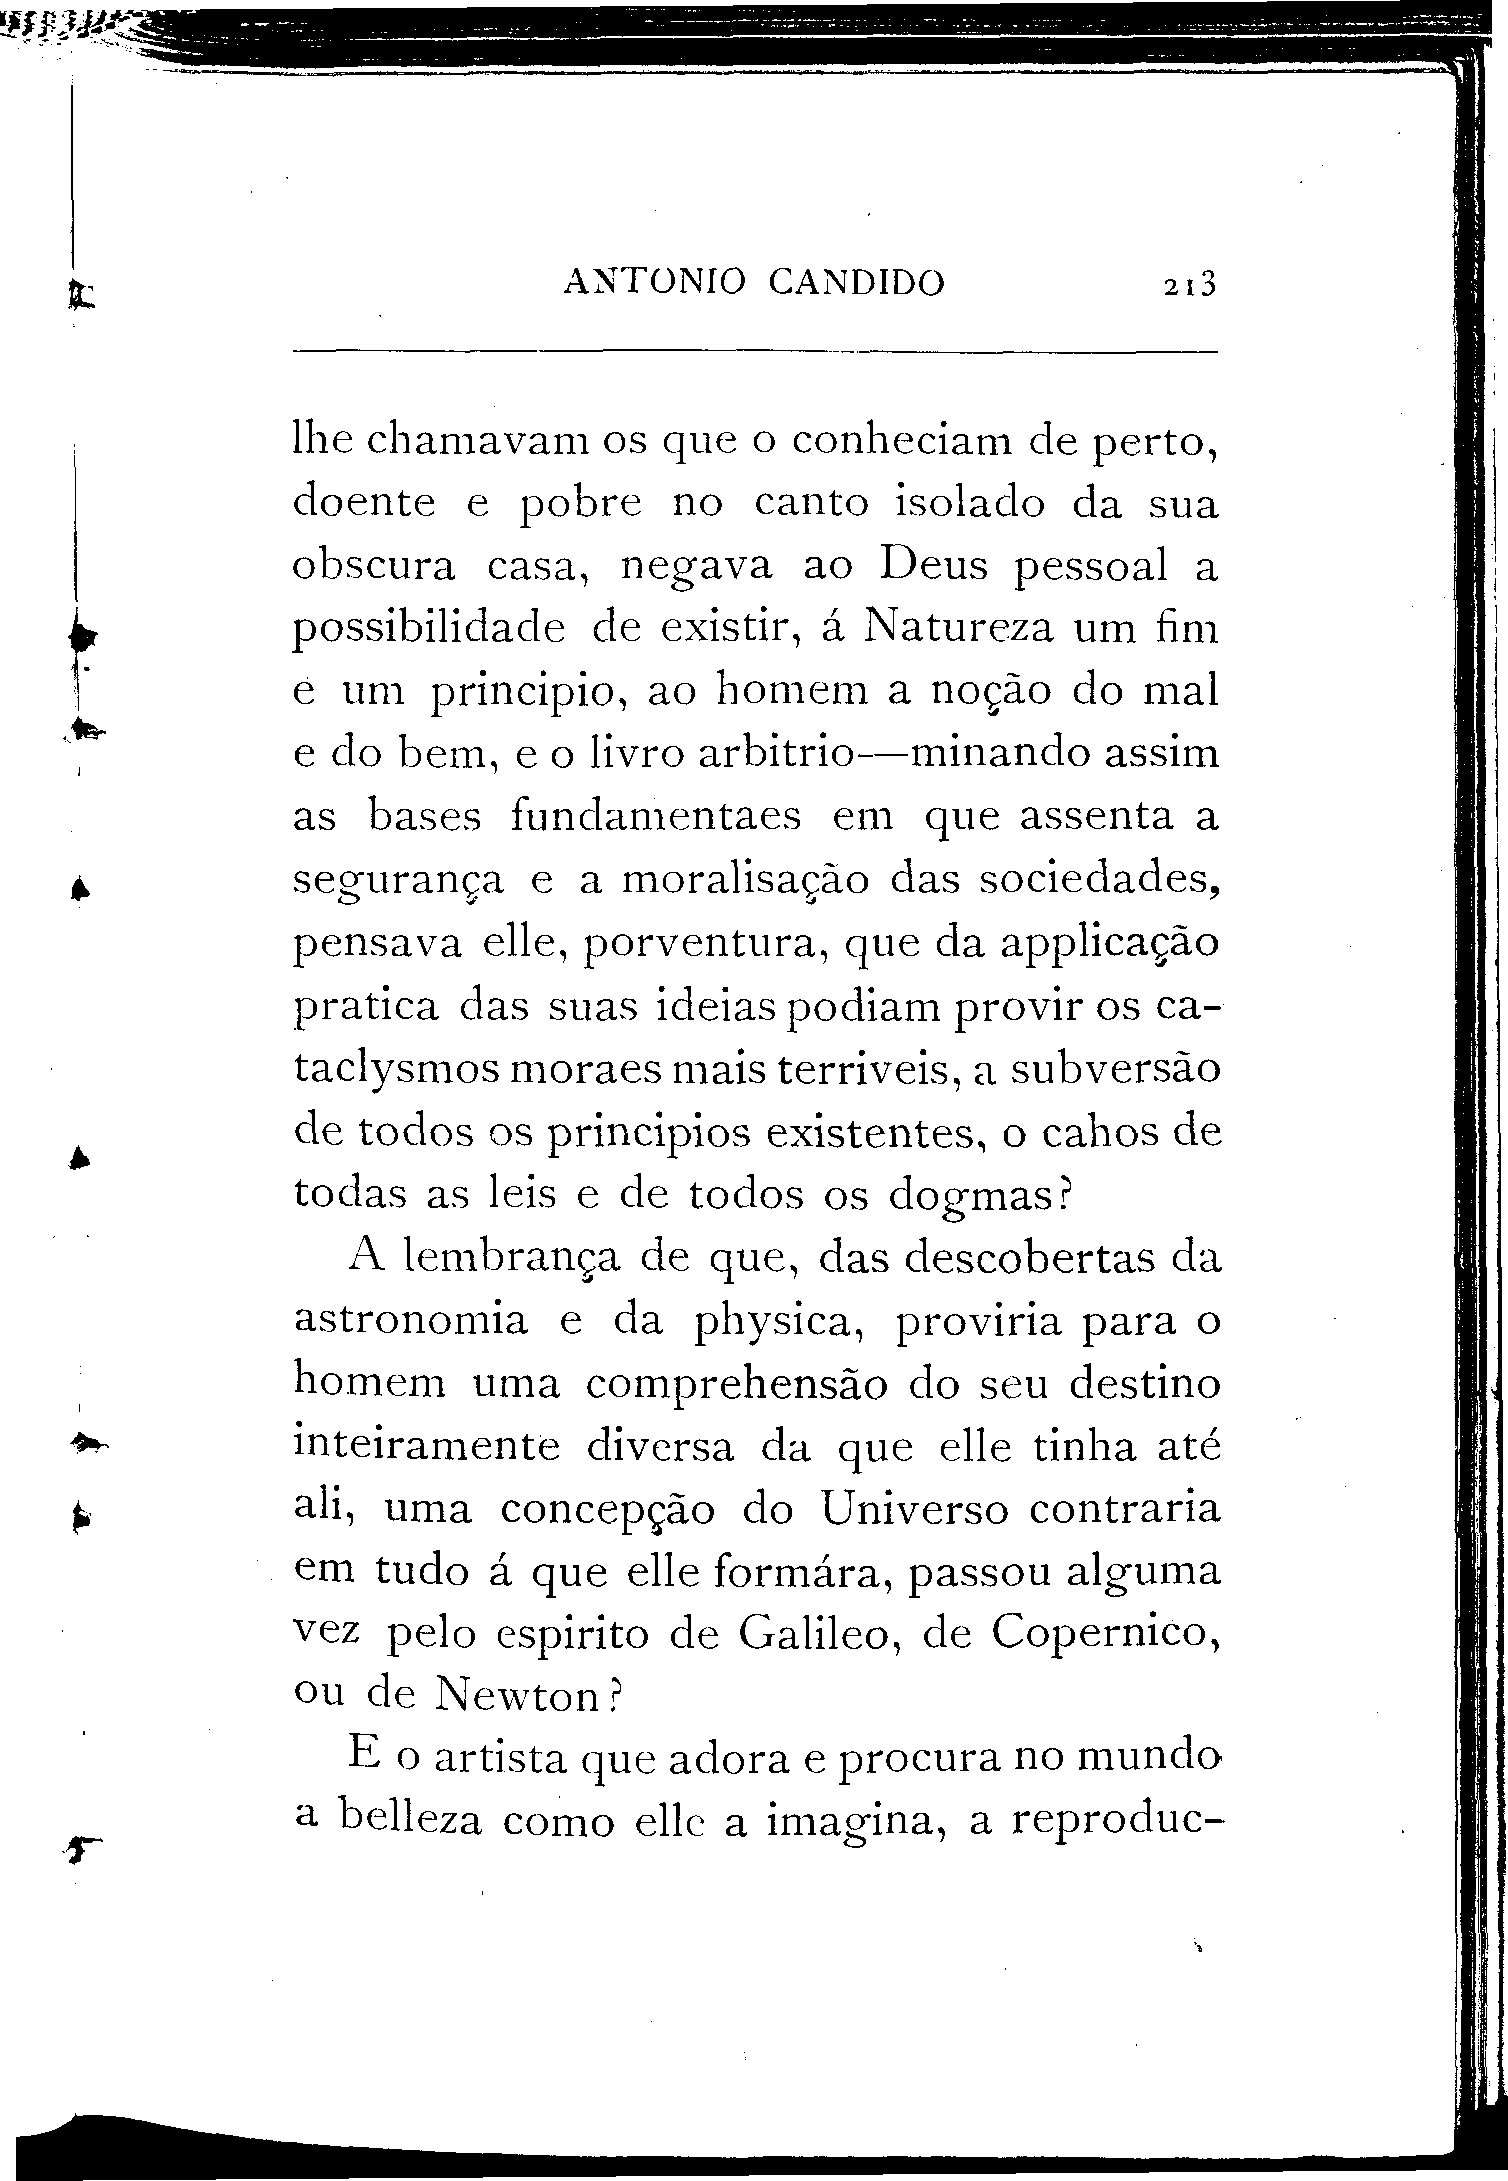 ANTONIO CANDIDO 213
lhe chamavam os que o conheciam de perto,
doente e pobre no canto isolado da sua
obscura casa, negava ao Deus pessoal a
possibilidade de existir, á Natureza um fim
e um principio, ao homem a noção do mal
e do bem, e o livro arbitrio—minando assim
as bases fundamentaes em que assenta a
segurança e a moralisação das sociedades,
pensava elle, porventura, que da applicação
pratica das suas ideias podiam provir os ca-
taclysmos moraes mais terriveis, a subversão
de todos os principios existentes, o cahos de
todas as leis e de todos os dogmas?
A lembrança de que, das descobertas da
astronomia e da physica, proviria para o
homem uma comprehensão do seu destino
inteiramente diversa da que elle tinha até
ali, uma concepção do Universo contraria
em tudo á que elle formára, passou alguma
vez pelo espirito de Galileo, de Copernico,
ou de Newton?
E o artista que adora e procura no mundo
a belleza como elle a imagina, a reproduc-